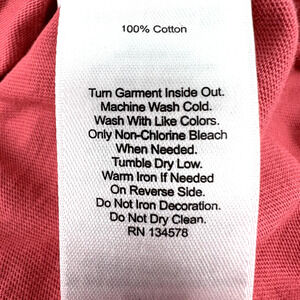 100% Cotton
Turn Garment Inside Out.
Machine Wash Cold.
Wash With Like Colors.
Only Non-Chlorine Bleach
When Needed.
Tumble Dry Low.
Warm Iron If Needed
On Reverse Side.
Do Not Iron Decoration.
Do Not Dry Clean.
RN 134578